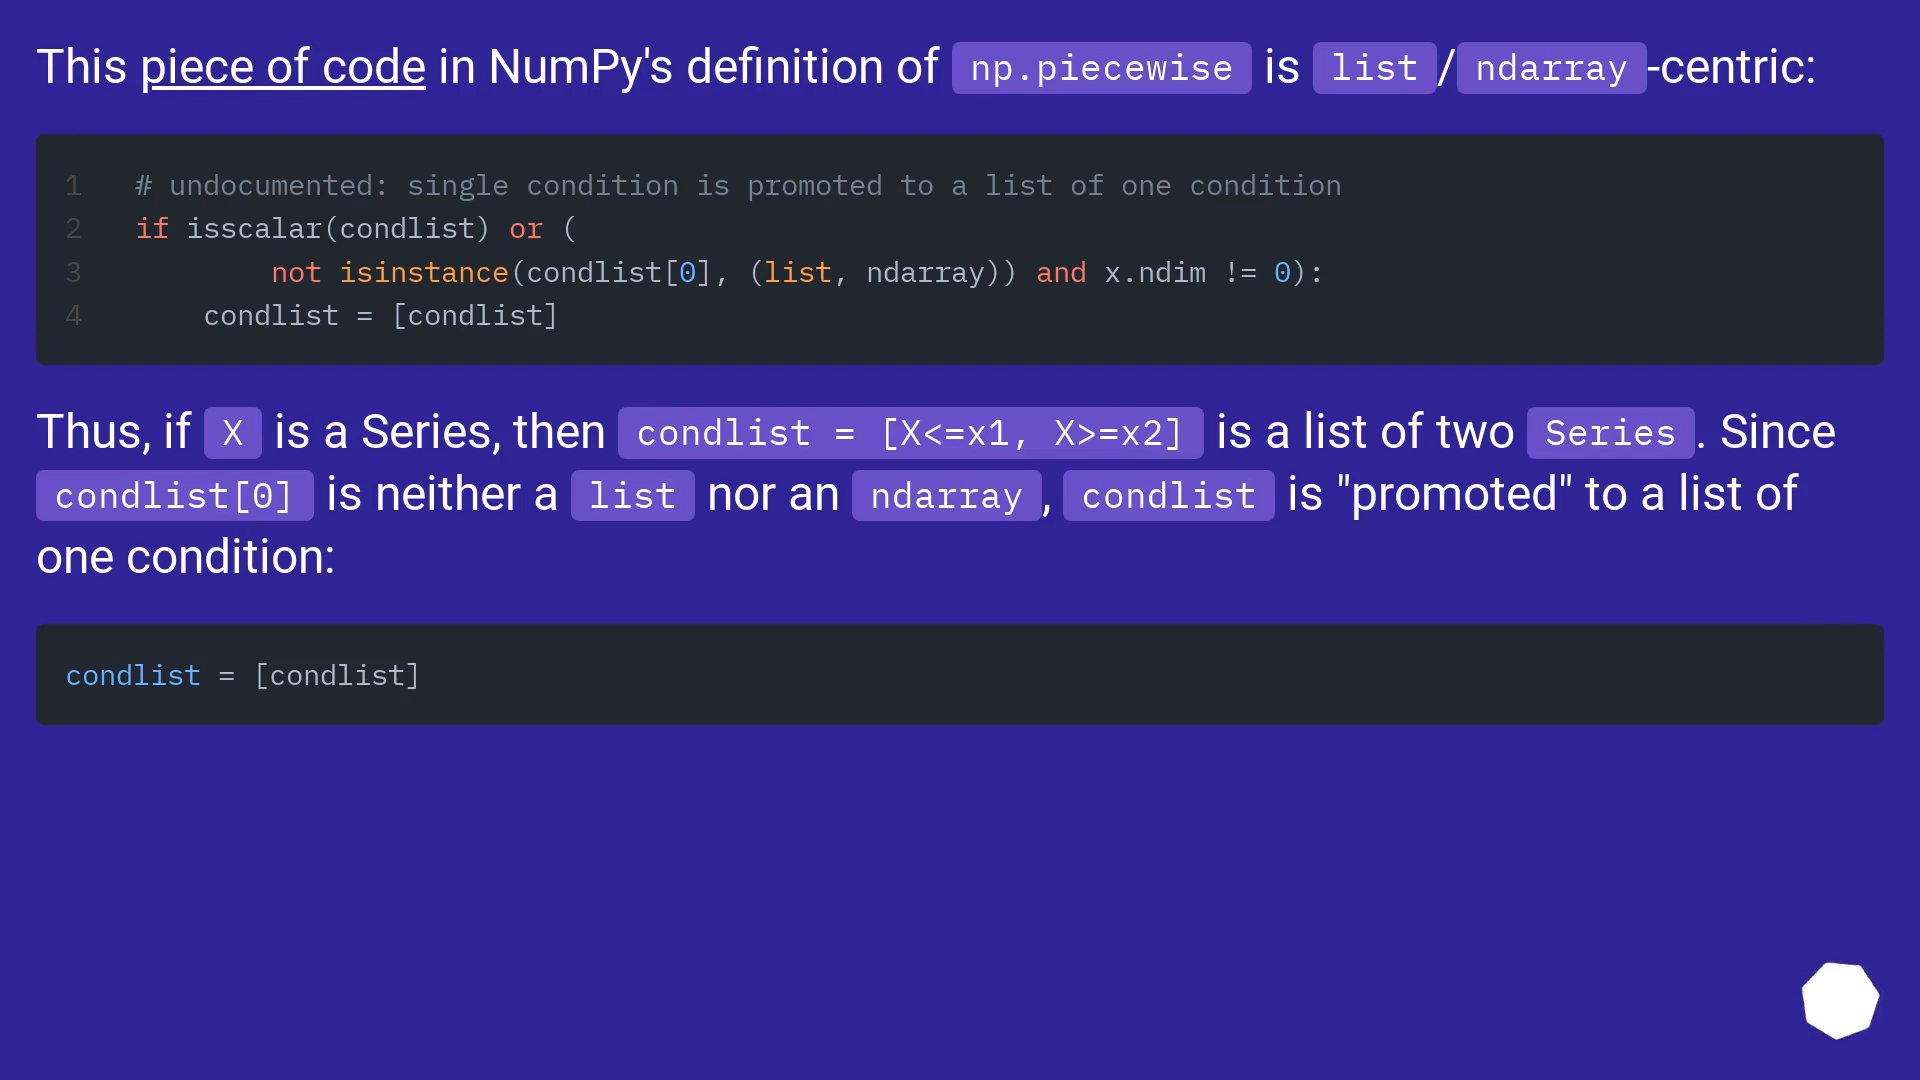 This piece of code in NumPy's definition of np.piecewise is list/ndarray-centric:
1 # undocumented: single condition is promoted to a list of one condition
2 if isscalar(condlist) or (
3 not isinstance(condlist[0], (list, ndarray)) and x.ndim != 0):
4 condlist = [condlist]
Thus, if X is a Series, then condlist = [X<=x1, X>=x2] is a list of two Series. Since
condlist[0] is neither a list nor an ndarray, condlist is "promoted" to a list of
one condition:
condlist = [condlist]